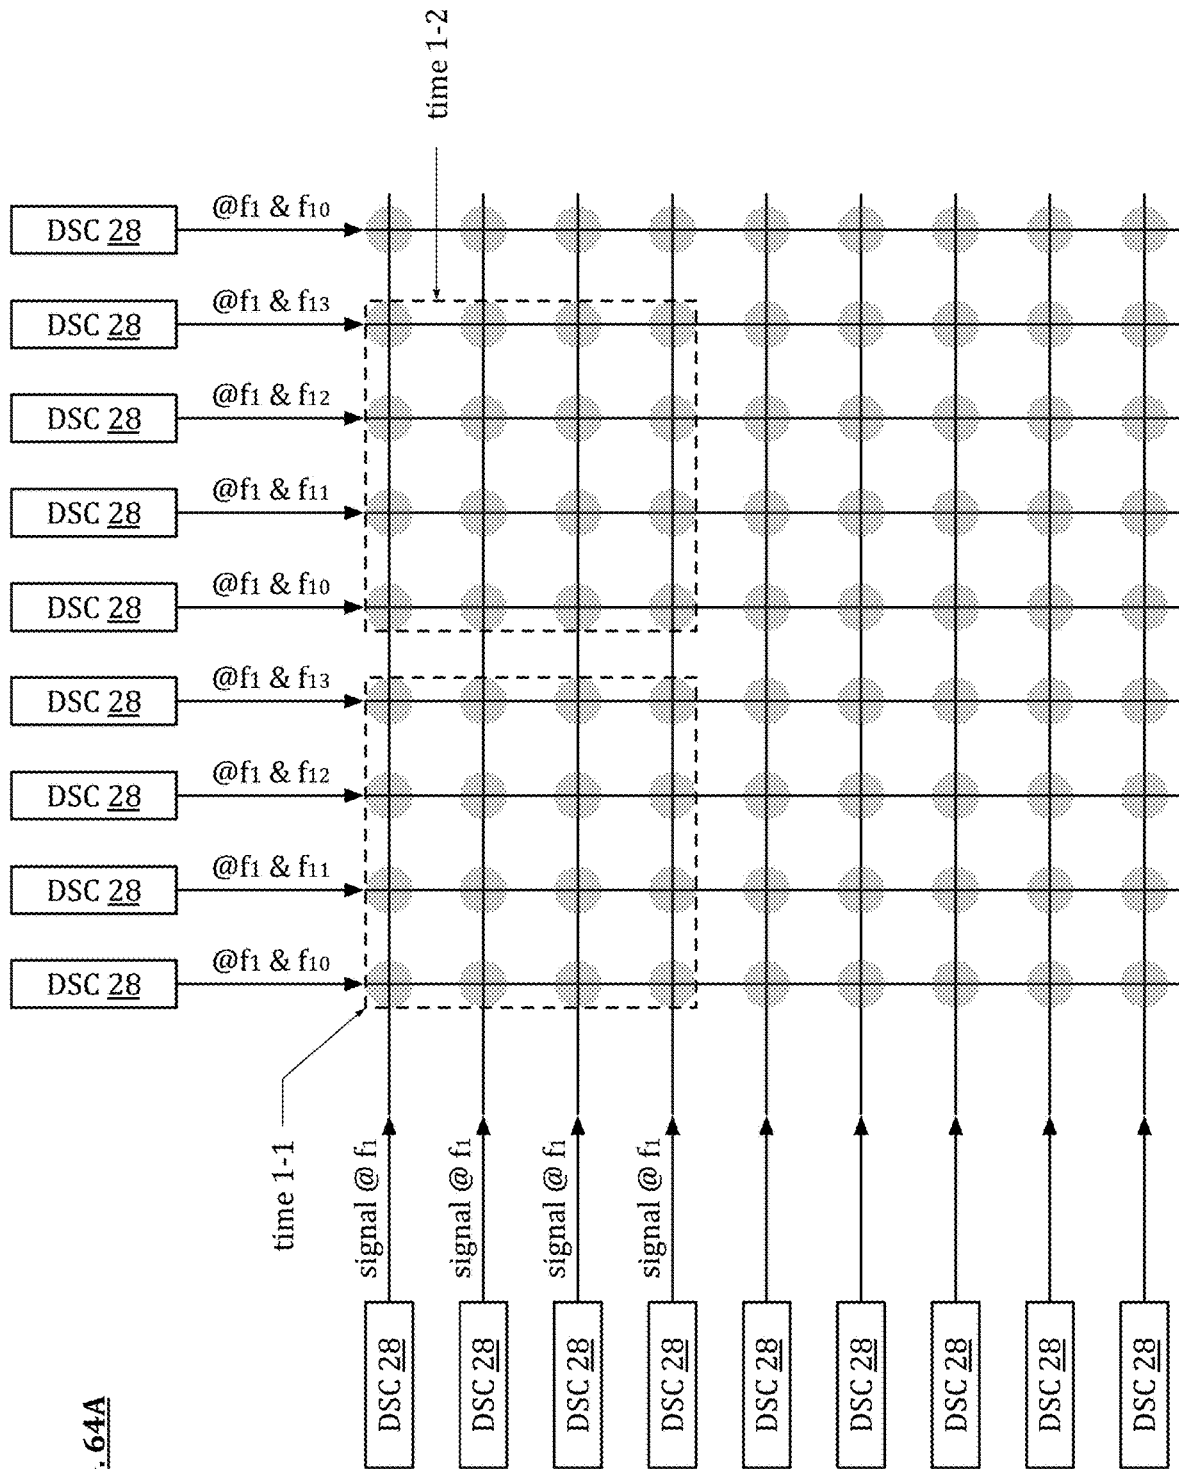 time 1-2
DSC 28
@f1 & f10
DSC 28
@f1 & f13
DSC 28
@f1 & f12
DSC 28
@f1 & f11
DSC 28
@f1 & f10
DSC 28
@f1 & f13
DSC 28
@f1 & f12
DSC 28
@f1 & f11
DSC 28
@f1 & f10
time 1-1
signal @ f1
signal @ f1
signal @ f1
signal @ f1
DSC 28
DSC 28
DSC 28
DSC 28
DSC 28
DSC 28
DSC 28
DSC 28
DSC 28
. 64A